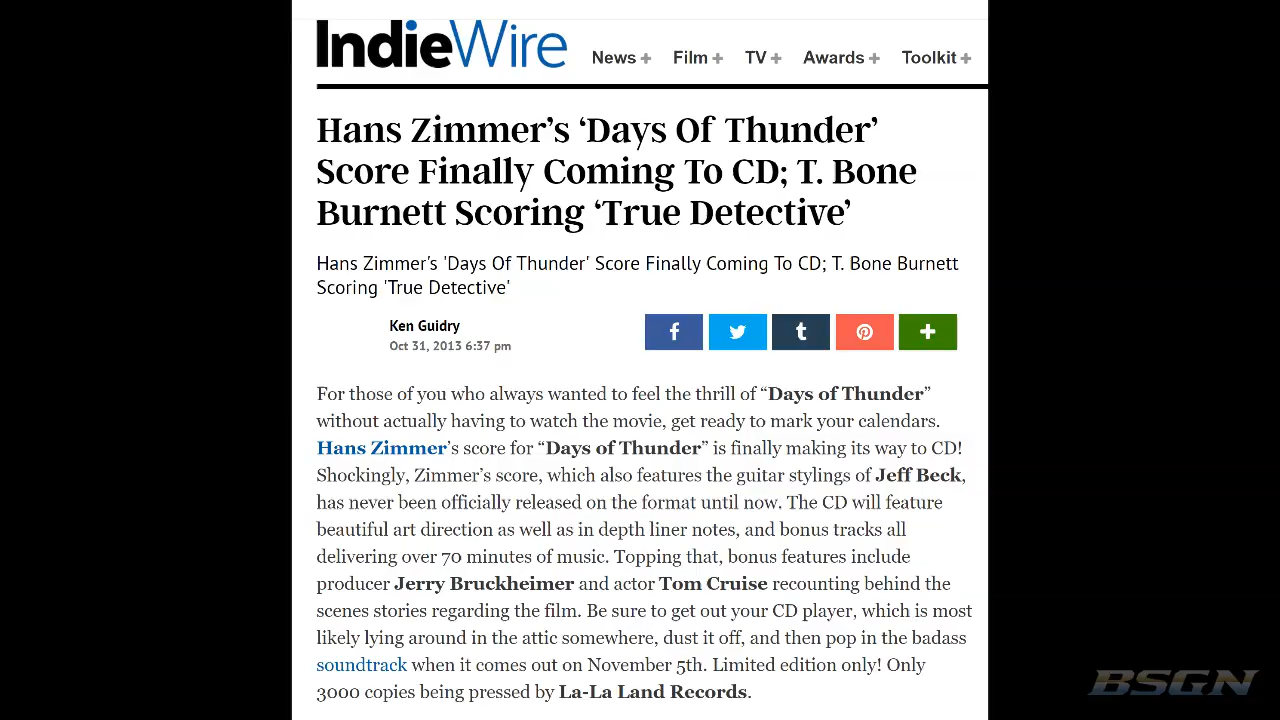 IndieWire News+ Film+ TV+ Awards+ Toolkit+
Hans Zimmer’s ‘Days Of Thunder’
Score Finally Coming To CD; T. Bone
Burnett Scoring ‘True Detective’
Hans Zimmer's 'Days Of Thunder' Score Finally Coming To CD; T. Bone Burnett
Scoring 'True Detective'
Ken Guidry
Oct 31, 2013 6:37 pm
For those of you who always wanted to feel the thrill of “Days of Thunder”
without actually having to watch the movie, get ready to mark your calendars.
Hans Zimmer’s score for “Days of Thunder” is finally making its way to CD!
Shockingly, Zimmer’s score, which also features the guitar stylings of Jeff Beck,
has never been officially released on the format until now. The CD will feature
beautiful art direction as well as in depth liner notes, and bonus tracks all
delivering over 70 minutes of music. Topping that, bonus features include
producer Jerry Bruckheimer and actor Tom Cruise recounting behind the
scenes stories regarding the film. Be sure to get out your CD player, which is most
likely lying around in the attic somewhere, dust it off, and then pop in the badass
soundtrack when it comes out on November 5th. Limited edition only! Only
3000 copies being pressed by La-La Land Records.
BSGN